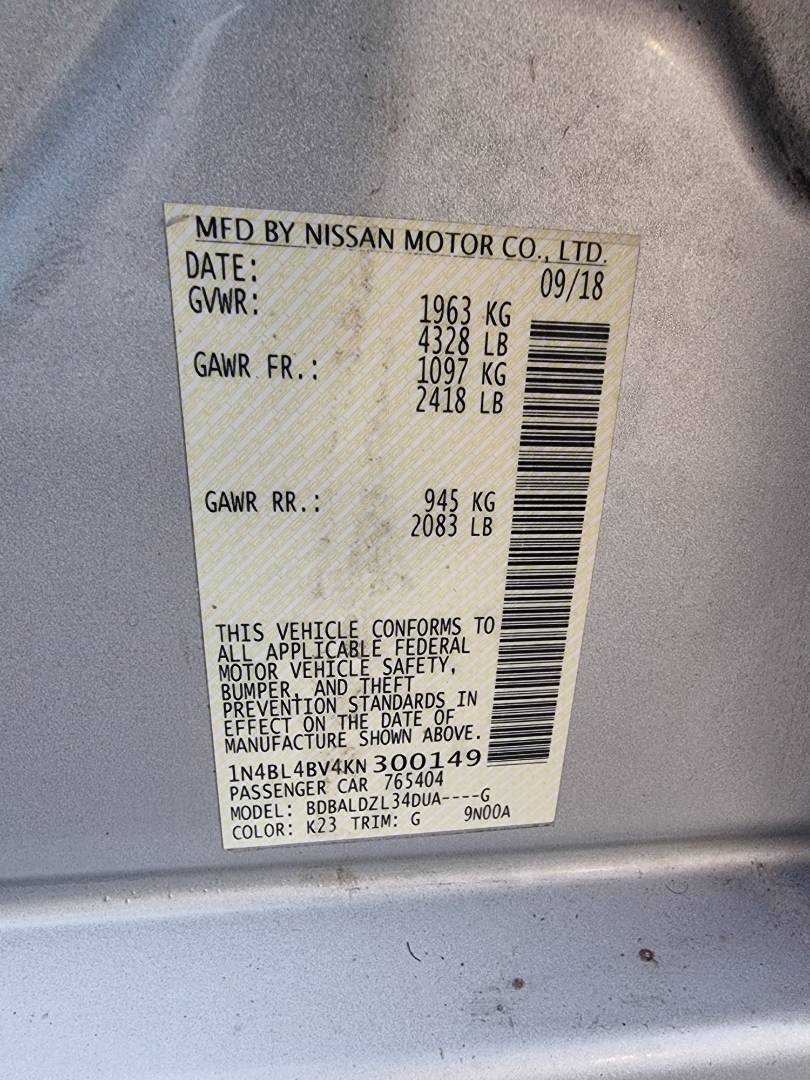 MFD BY NISSAN MOTOR CO., LTD.
DATE: 09/18
GVWR: 1963 KG
4328 LB
GAWR FR.: 1097 KG
2418 LB
GAWR RR.: 945 KG
2083 LB
THIS VEHICLE CONFORMS TO
ALL APPLICABLE FEDERAL
MOTOR VEHICLE SAFETY,
BUMPER, AND THEFT
PREVENTION STANDARDS IN
EFFECT ON THE DATE OF
MANUFACTURE SHOWN ABOVE.
1N4BL4BV4KN300149
PASSENGER CAR 765404
MODEL: BDBALDZL34DUA----G
COLOR: K23 TRIM: G 9N00A